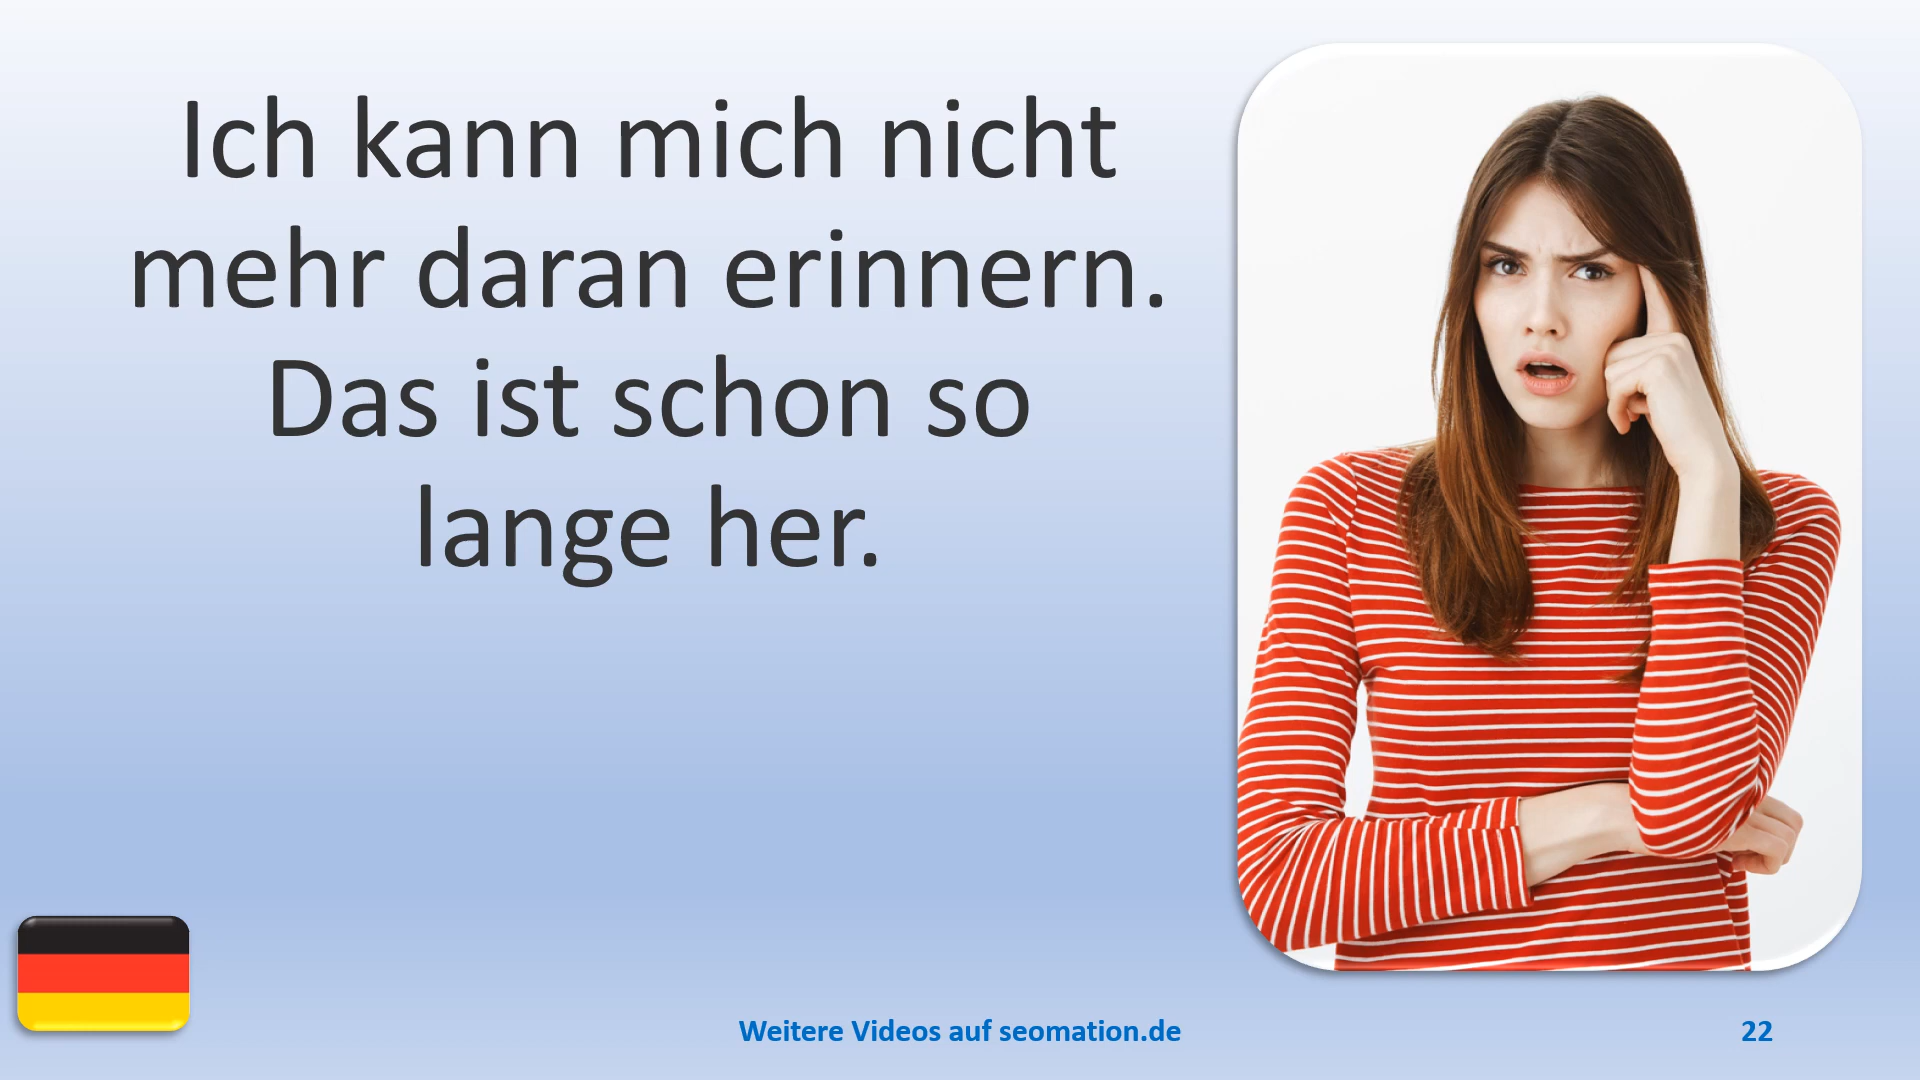 Ich kann mich nicht
mehr daran erinnern.
Das ist schon so
lange her.
Weitere Videos auf seomation.de
22